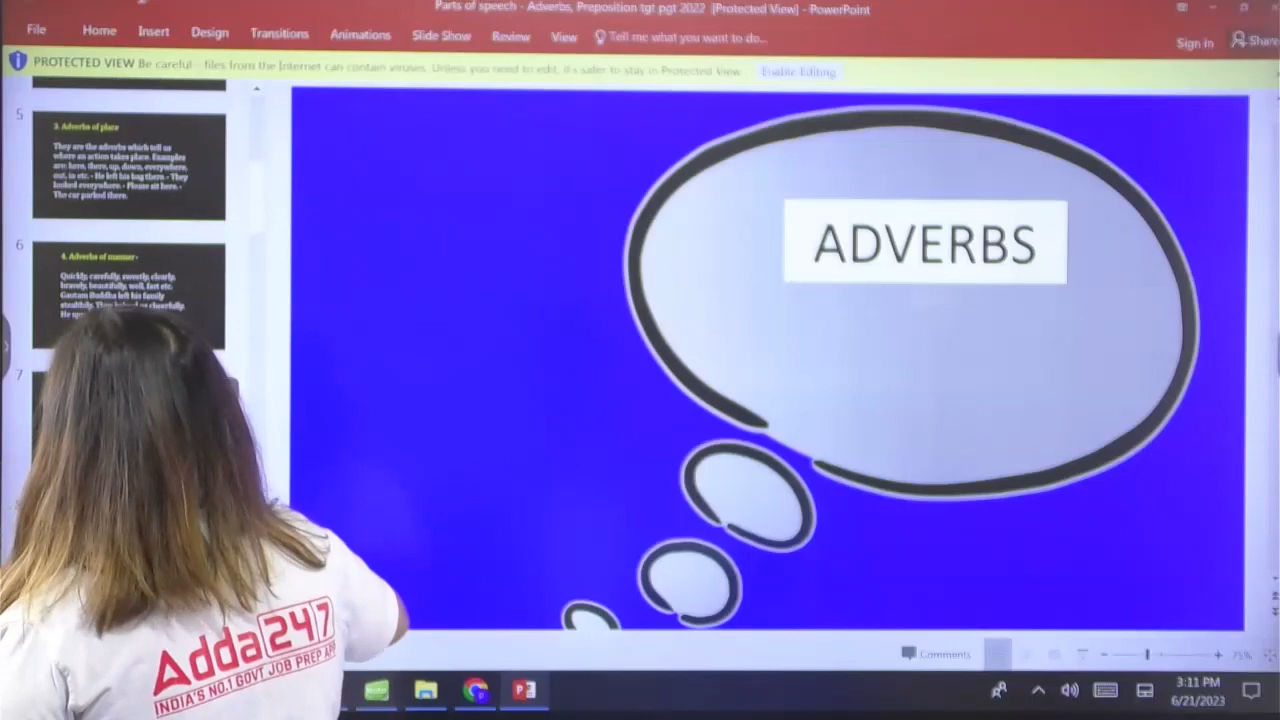 Parts of speech - Adverbs, Preposition tgt pgt 2022 [Protected View] - PowerPoint
File Home Insert Design Transitions Animations Slide Show Review View Tell me what you want to do... Sign in Share
PROTECTED VIEW Be careful - files from the Internet can contain viruses. Unless you need to edit, it's safer to stay in Protected View. Enable Editing
5
3. Adverbs of place
They are the adverbs which tell us
where an action takes place. Examples
are: here, there, up, down, everywhere,
out, in etc. • He left his bag there. • They
looked everywhere. • Please sit here. •
The car parked there.
6
4. Adverbs of manner-
Quickly, carefully, sweetly, clearly,
bravely, beautifully, well, fast etc.
Gautam Buddha left his family
stealthily. They helped us cheerfully.
He
7
ADVERBS
Adda247
INDIA'S NO.1 GOVT JOB PREP APP
Comments
75%
3:11 PM
6/21/2023